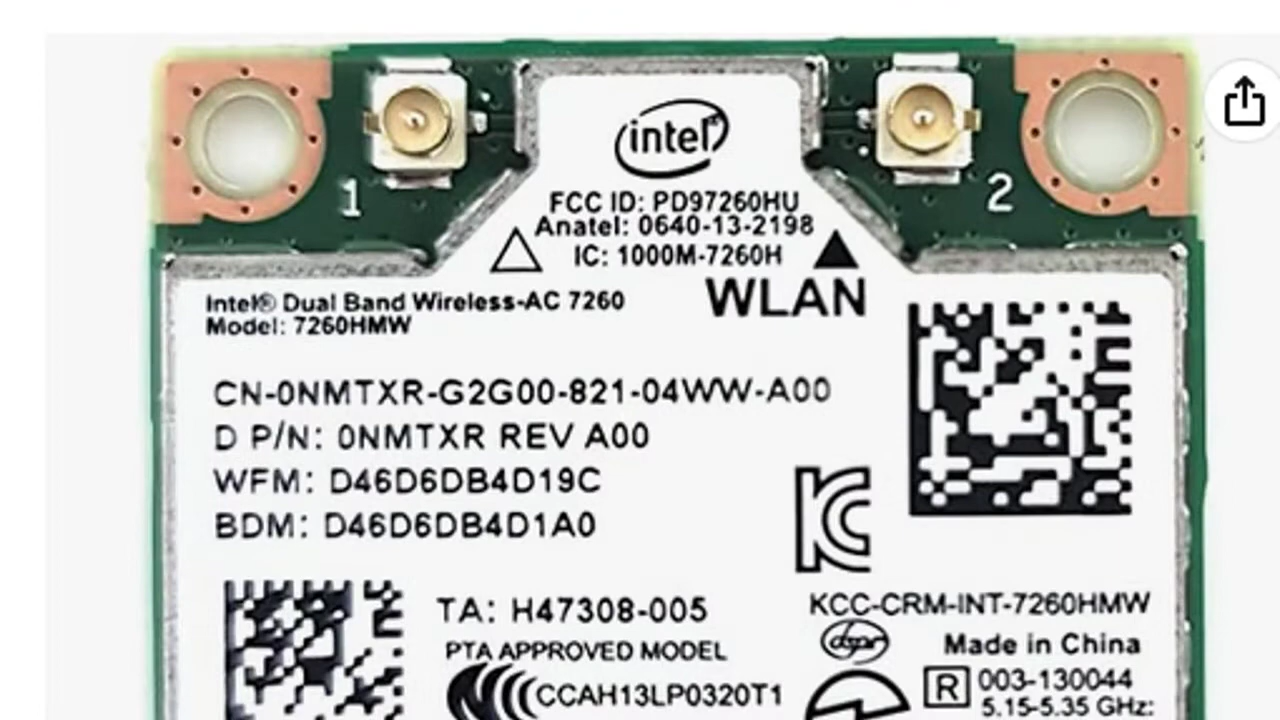 1
intel®
2
FCC ID: PD97260HU
Anatel: 0640-13-2198
IC: 1000M-7260H
WLAN
Intel® Dual Band Wireless-AC 7260
Model: 7260HMW
CN-0NMTXR-G2G00-821-04WW-A00
D P/N: 0NMTXR REV A00
WFM: D46D6DB4D19C
BDM: D46D6DB4D1A0
TA: H47308-005
PTA APPROVED MODEL
CCAH13LP0320T1
KCC-CRM-INT-7260HMW
Made in China
R 003-130044
5.15-5.35 GHz: